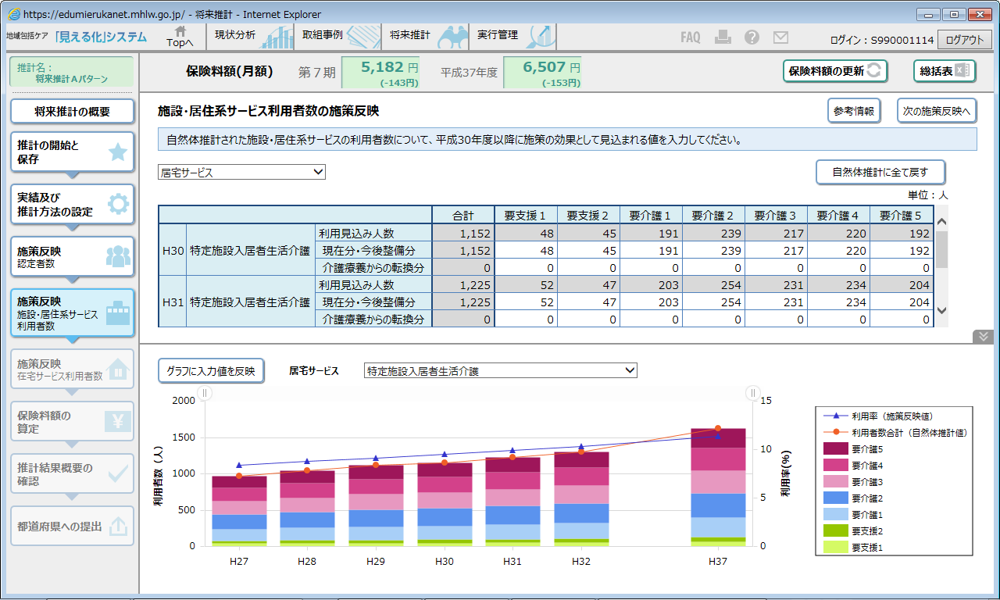 https://edumierukanet.mhlw.go.jp/ - 将来推計 - Internet Explorer
地域包括ケア 「見える化」システム
Topへ
現状分析
取組事例
将来推計
実行管理
FAQ
ログイン：S990001114
ログアウト
推計名：
将来推計Ａパターン
保険料額(月額)
第７期
5,182 円
(-143円)
平成37年度
6,507 円
(-153円)
保険料額の更新
総括表
将来推計の概要
推計の開始と
保存
実績及び
推計方法の設定
施策反映
認定者数
施策反映
施設・居住系サービス
利用者数
施策反映
在宅サービス利用者数
保険料額の
算定
¥
推計結果概要の
確認
都道府県への提出
施設・居住系サービス利用者数の施策反映
参考情報
次の施策反映へ
自然体推計された施設・居住系サービスの利用者数について、平成30年度以降に施策の効果として見込まれる値を入力してください。
居宅サービス
自然体推計に全て戻す
単位：人
合計 要支援１ 要支援２ 要介護１ 要介護２ 要介護３ 要介護４ 要介護５
H30 特定施設入居者生活介護
利用見込み人数 1,152 48 45 191 239 217 220 192
現在分・今後整備分 1,152 48 45 191 239 217 220 192
介護療養からの転換分 0 0 0 0 0 0 0 0
H31 特定施設入居者生活介護
利用見込み人数 1,225 52 47 203 254 231 234 204
現在分・今後整備分 1,225 52 47 203 254 231 234 204
介護療養からの転換分 0 0 0 0 0 0 0 0
グラフに入力値を反映
居宅サービス
特定施設入居者生活介護
利用者数（人）
2000
1500
1000
500
0
H27 H28 H29 H30 H31 H32 H37
15
10
5
0
利用率(%)
利用率（施策反映値）
利用者数合計（自然体推計値）
要介護5
要介護4
要介護3
要介護2
要介護1
要支援2
要支援1